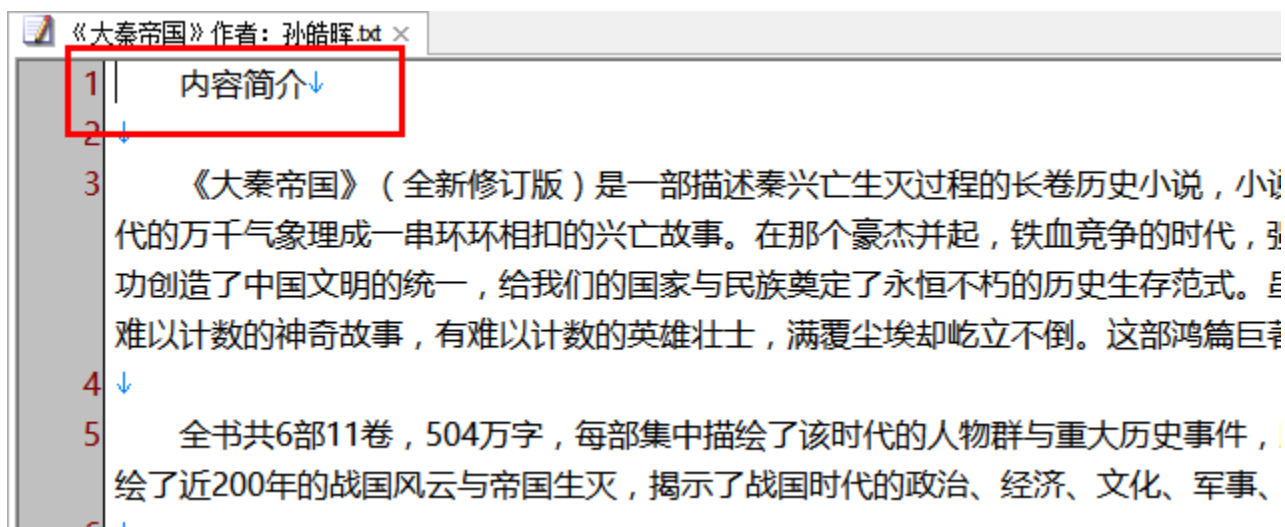 《大秦帝国》作者：孙皓晖.txt ×
1 内容简介↓
2 ↓
3 《大秦帝国》（全新修订版）是一部描述秦兴亡生灭过程的长卷历史小说，小说
代的万千气象理成一串环环相扣的兴亡故事。在那个豪杰并起，铁血竞争的时代，强
功创造了中国文明的统一，给我们的国家与民族奠定了永恒不朽的历史生存范式。
难以计数的神奇故事，有难以计数的英雄壮士，满覆尘埃却屹立不倒。这部鸿篇巨著
4 ↓
5 全书共6部11卷，504万字，每部集中描绘了该时代的人物群与重大历史事件，
绘了近200年的战国风云与帝国生灭，揭示了战国时代的政治、经济、文化、军事、
6 ↓